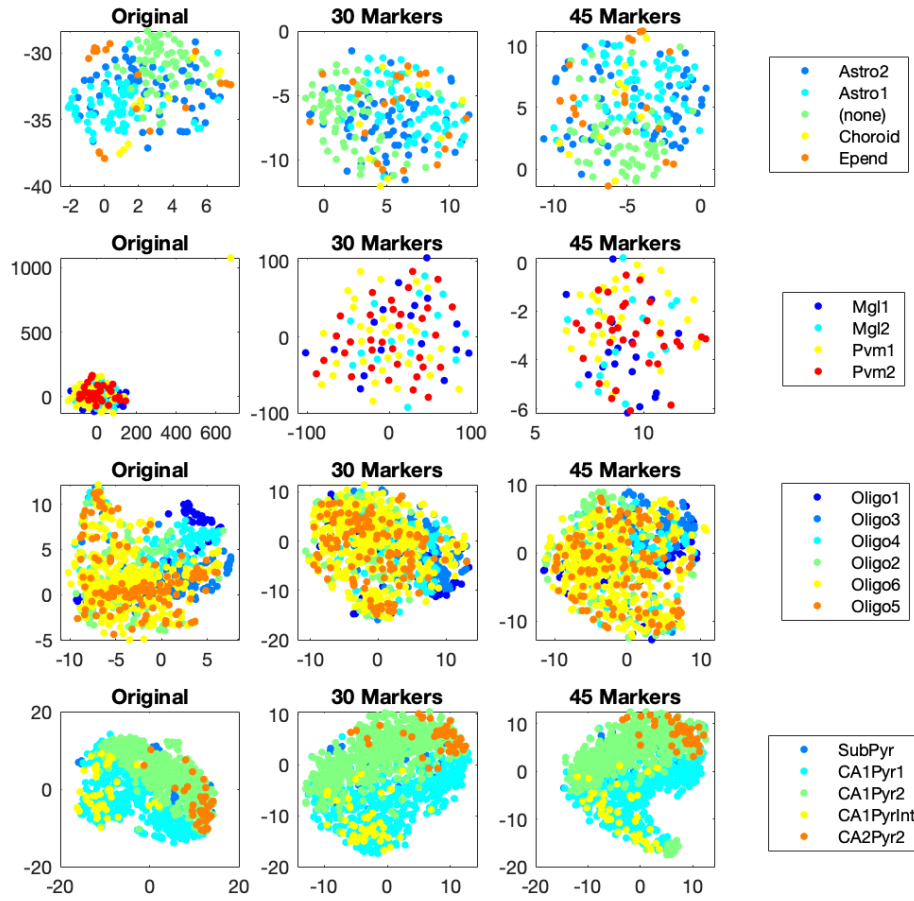 Original 30 Markers 45 Markers
0
10
-30
5
-5
-35
-10
0
-40
-2 0 2 4 6 0 5 10 -10 -5 0
Astro2
Astro1
(none)
Choroid
Epend
Original 30 Markers 45 Markers
1000
100
0
-2
500
0
-4
0
-100
-6
0 200 400 600 -100 0 100 5 10
Mgl1
Mgl2
Pvm1
Pvm2
Original 30 Markers 45 Markers
10
10
10
5
0
0
0
-10
-10
-5
-20
-10 -5 0 5 -10 0 10 -10 0 10
Oligo1
Oligo3
Oligo4
Oligo2
Oligo6
Oligo5
Original 30 Markers 45 Markers
20
10
10
0
0
0
-10
-10
-20
-20
-20
-20 0 20 -10 0 10 -10 0 10
SubPyr
CA1Pyr1
CA1Pyr2
CA1PyrInt
CA2Pyr2